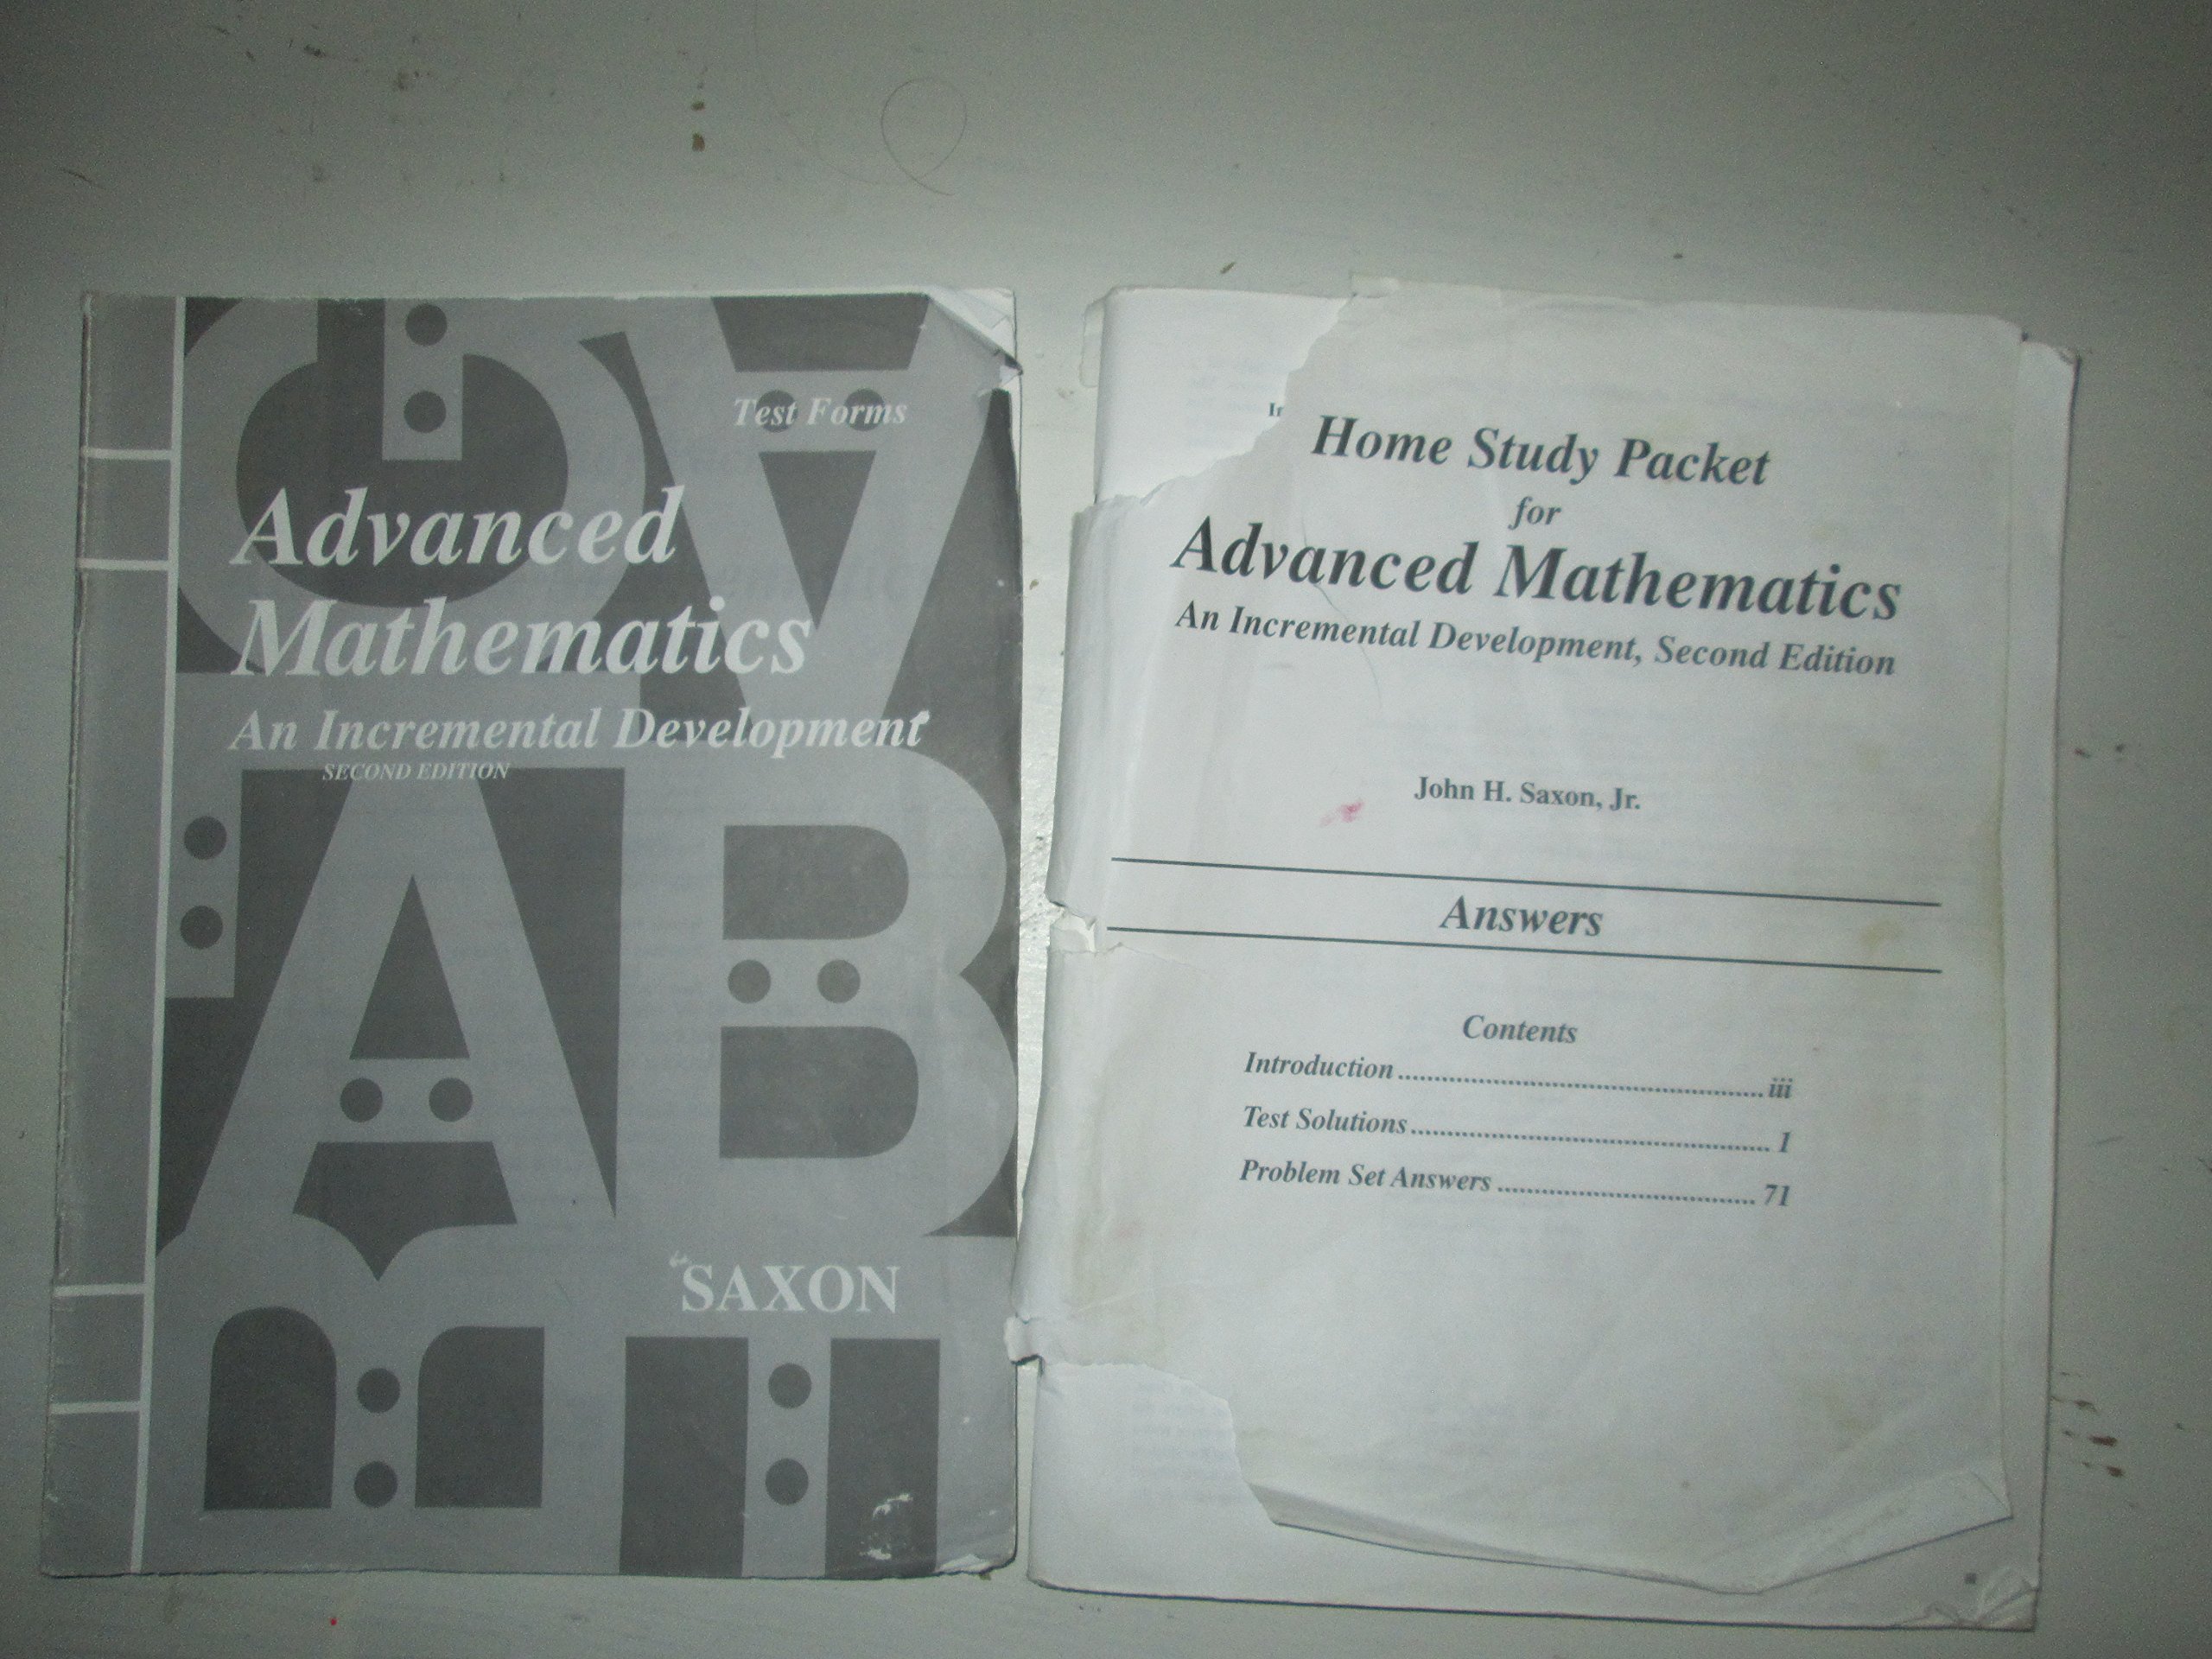 Test Forms
Advanced
Mathematics
An Incremental Development
SECOND EDITION
SAXON
Home Study Packet
for
Advanced Mathematics
An Incremental Development, Second Edition
John H. Saxon, Jr.
Answers
Contents
Introduction ........................................................ iii
Test Solutions ...................................................... 1
Problem Set Answers ........................................ 71